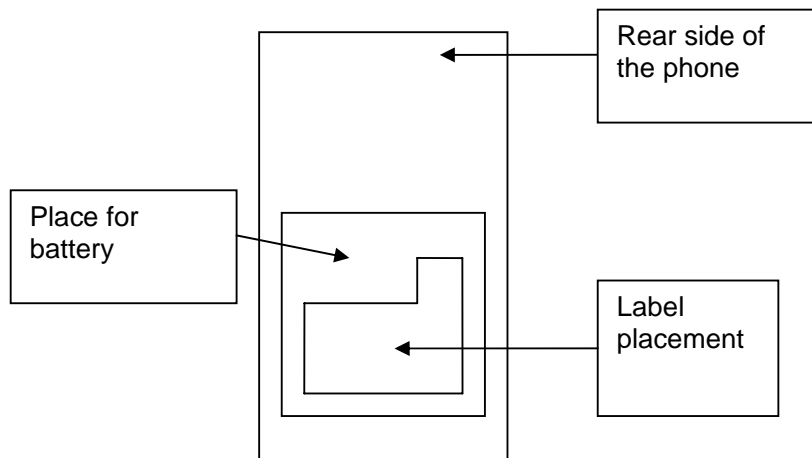 Rear side of
the phone
Place for
battery
Label
placement